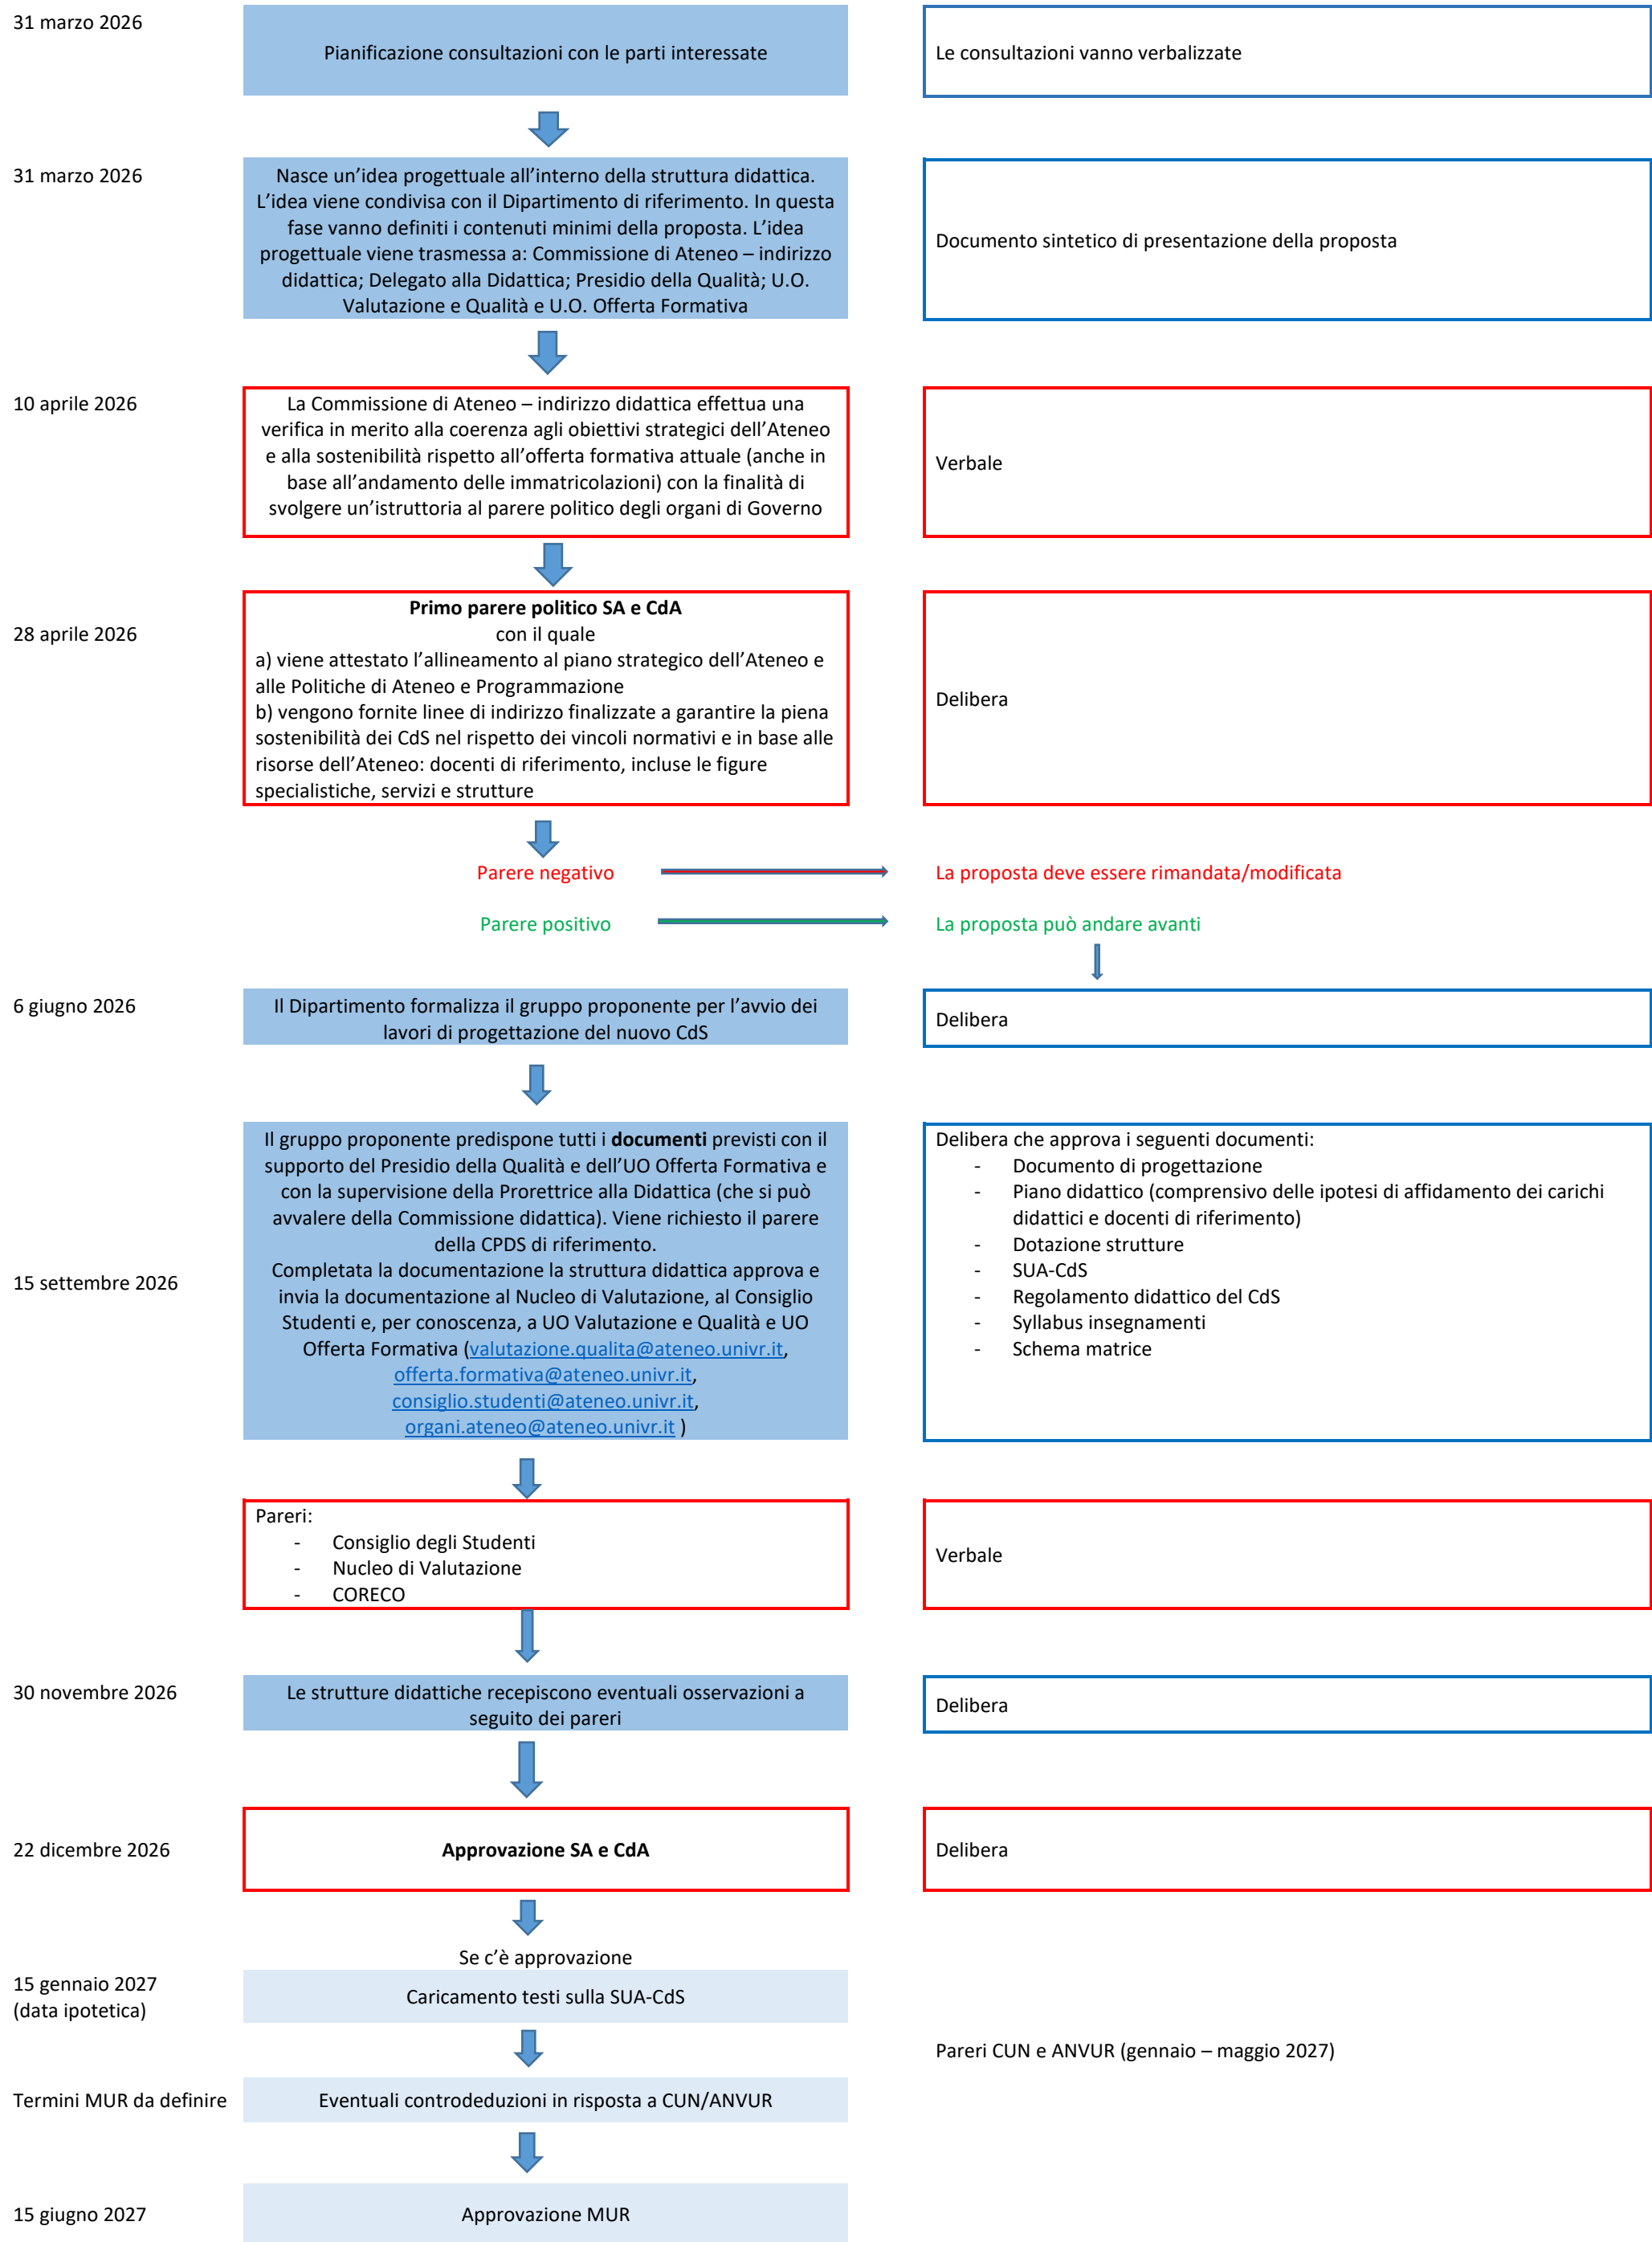 31 marzo 2026
Pianificazione consultazioni con le parti interessate
Le consultazioni vanno verbalizzate
31 marzo 2026
Nasce un’idea progettuale all’interno della struttura didattica.
L’idea viene condivisa con il Dipartimento di riferimento. In questa
fase vanno definiti i contenuti minimi della proposta. L’idea
progettuale viene trasmessa a: Commissione di Ateneo – indirizzo
didattica; Delegato alla Didattica; Presidio della Qualità; U.O.
Valutazione e Qualità e U.O. Offerta Formativa
Documento sintetico di presentazione della proposta
10 aprile 2026
La Commissione di Ateneo – indirizzo didattica effettua una
verifica in merito alla coerenza agli obiettivi strategici dell’Ateneo
e alla sostenibilità rispetto all’offerta formativa attuale (anche in
base all’andamento delle immatricolazioni) con la finalità di
svolgere un’istruttoria al parere politico degli organi di Governo
Verbale
28 aprile 2026
Primo parere politico SA e CdA
con il quale
a) viene attestato l’allineamento al piano strategico dell’Ateneo e
alle Politiche di Ateneo e Programmazione
b) vengono fornite linee di indirizzo finalizzate a garantire la piena
sostenibilità dei CdS nel rispetto dei vincoli normativi e in base alle
risorse dell’Ateneo: docenti di riferimento, incluse le figure
specialistiche, servizi e strutture
Delibera
Parere negativo
La proposta deve essere rimandata/modificata
Parere positivo
La proposta può andare avanti
6 giugno 2026
Il Dipartimento formalizza il gruppo proponente per l’avvio dei
lavori di progettazione del nuovo CdS
Delibera
15 settembre 2026
Il gruppo proponente predispone tutti i documenti previsti con il
supporto del Presidio della Qualità e dell’UO Offerta Formativa e
con la supervisione della Prorettrice alla Didattica (che si può
avvalere della Commissione didattica). Viene richiesto il parere
della CPDS di riferimento.
Completata la documentazione la struttura didattica approva e
invia la documentazione al Nucleo di Valutazione, al Consiglio
Studenti e, per conoscenza, a UO Valutazione e Qualità e UO
Offerta Formativa (valutazione.qualita@ateneo.univr.it,
offerta.formativa@ateneo.univr.it,
consiglio.studenti@ateneo.univr.it,
organi.ateneo@ateneo.univr.it )
Delibera che approva i seguenti documenti:
- Documento di progettazione
- Piano didattico (comprensivo delle ipotesi di affidamento dei carichi
didattici e docenti di riferimento)
- Dotazione strutture
- SUA-CdS
- Regolamento didattico del CdS
- Syllabus insegnamenti
- Schema matrice
Pareri:
- Consiglio degli Studenti
- Nucleo di Valutazione
- CORECO
Verbale
30 novembre 2026
Le strutture didattiche recepiscono eventuali osservazioni a
seguito dei pareri
Delibera
22 dicembre 2026
Approvazione SA e CdA
Delibera
Se c’è approvazione
15 gennaio 2027
(data ipotetica)
Caricamento testi sulla SUA-CdS
Pareri CUN e ANVUR (gennaio – maggio 2027)
Termini MUR da definire
Eventuali controdeduzioni in risposta a CUN/ANVUR
15 giugno 2027
Approvazione MUR